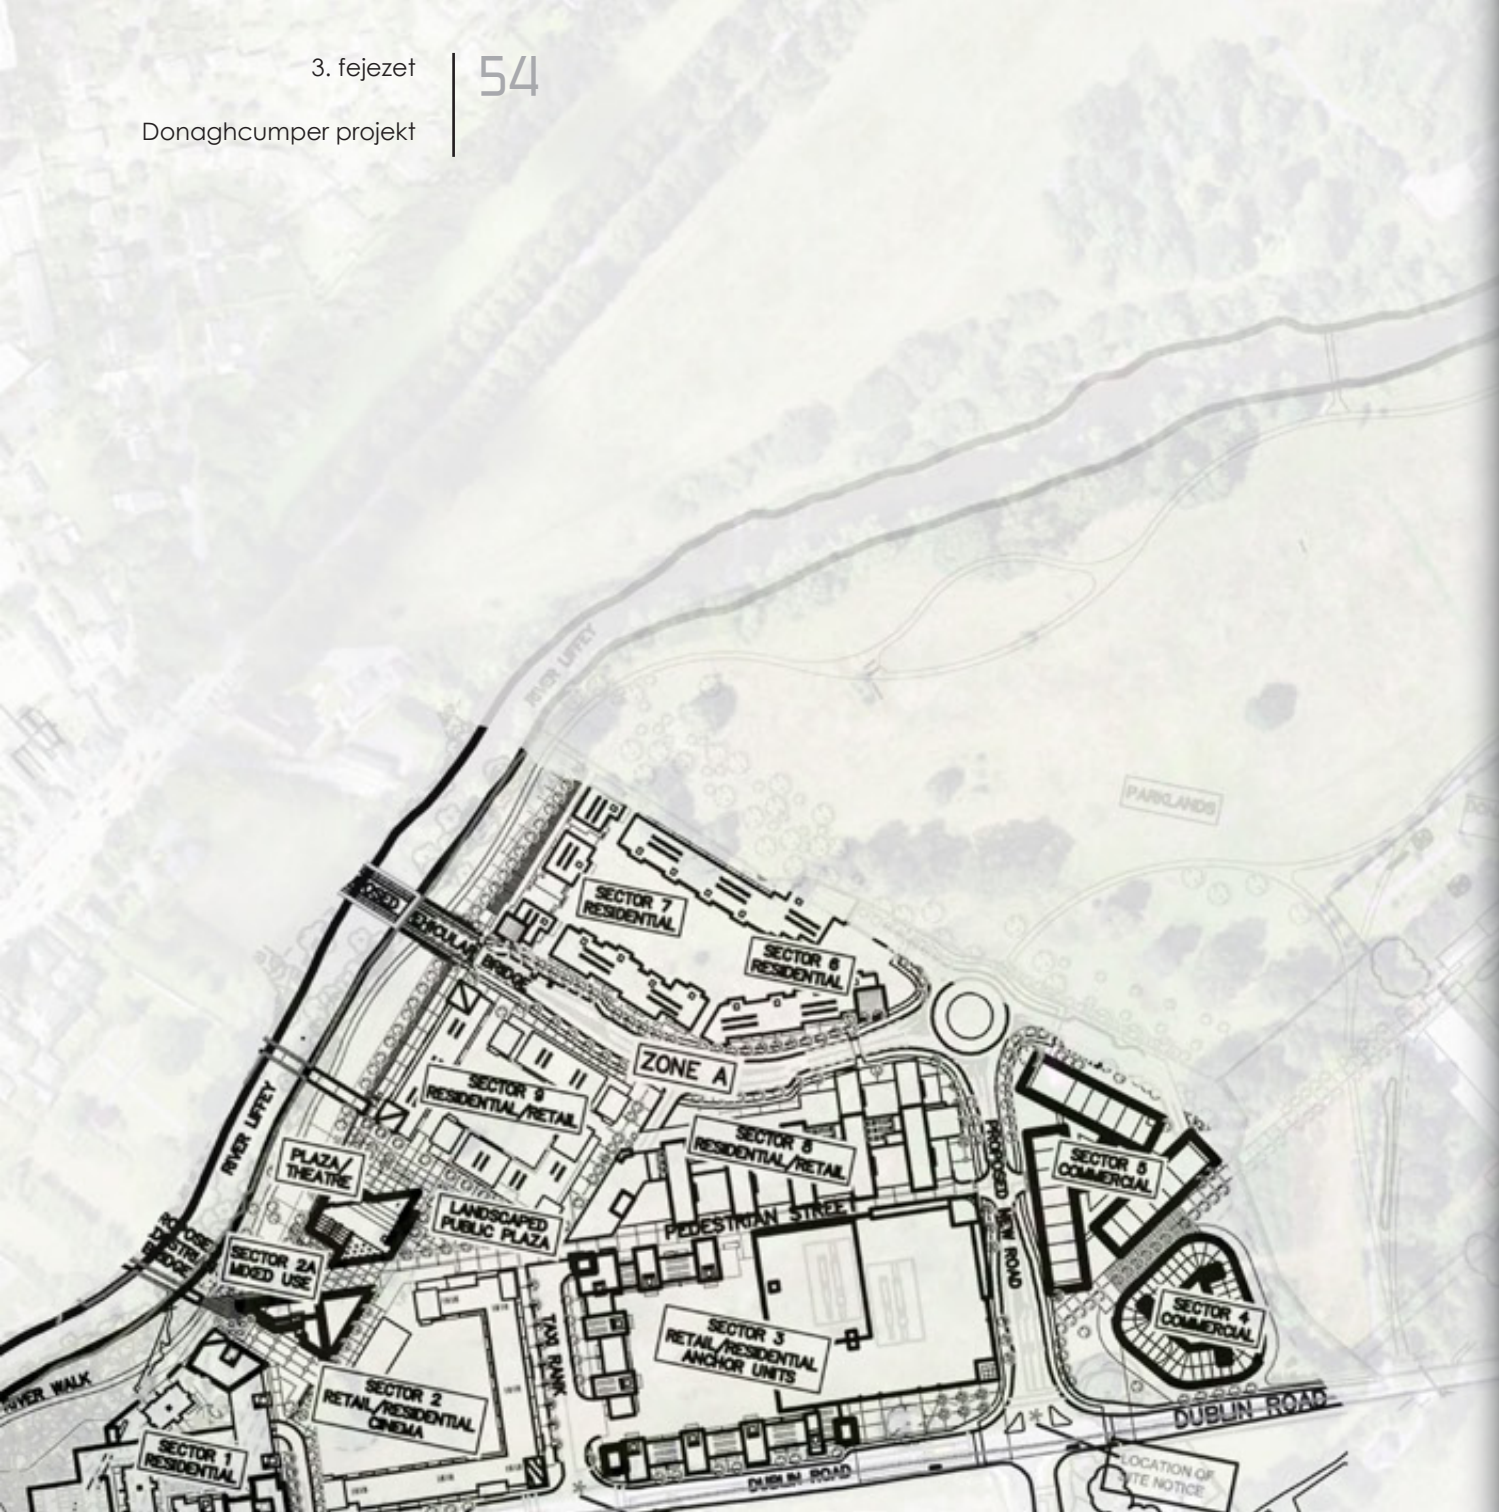 3. fejezet
54
Donaghcumper projekt
RIVER LIFFEY
PARKLANDS
SECTOR 7
RESIDENTIAL
SECTOR 6
RESIDENTIAL
BRIDGE
ZONE A
SECTOR 9
RESIDENTIAL/RETAIL
SECTOR 8
RESIDENTIAL/RETAIL
SECTOR 5
COMMERCIAL
RIVER LIFFEY
PLAZA/
THEATRE
LANDSCAPED
PUBLIC PLAZA
PEDESTRIAN STREET
PROPOSED NEW ROAD
BRIDGE
SECTOR 2A
MIXED USE
SECTOR 4
COMMERCIAL
SECTOR 3
RETAIL/RESIDENTIAL
ANCHOR UNITS
TAXI RANK
RIVER WALK
SECTOR 2
RETAIL/RESIDENTIAL
CINEMA
DUBLIN ROAD
SECTOR 1
RESIDENTIAL
DUBLIN ROAD
LOCATION OF
SITE NOTICE